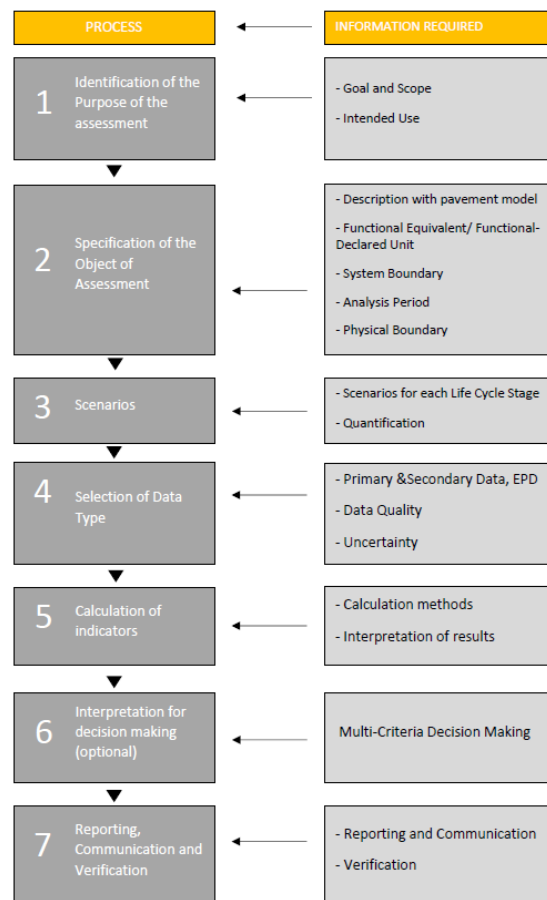 PROCESS
INFORMATION REQUIRED
1
Identification of the
Purpose of the
assessment
- Goal and Scope
- Intended Use
2
Specification of the
Object of
Assessment
- Description with pavement model
- Functional Equivalent/ Functional-
Declared Unit
- System Boundary
- Analysis Period
- Physical Boundary
3
Scenarios
- Scenarios for each Life Cycle Stage
- Quantification
4
Selection of Data
Type
- Primary &Secondary Data, EPD
- Data Quality
- Uncertainty
5
Calculation of
indicators
- Calculation methods
- Interpretation of results
6
Interpretation for
decision making
(optional)
Multi-Criteria Decision Making
7
Reporting,
Communication and
Verification
- Reporting and Communication
- Verification